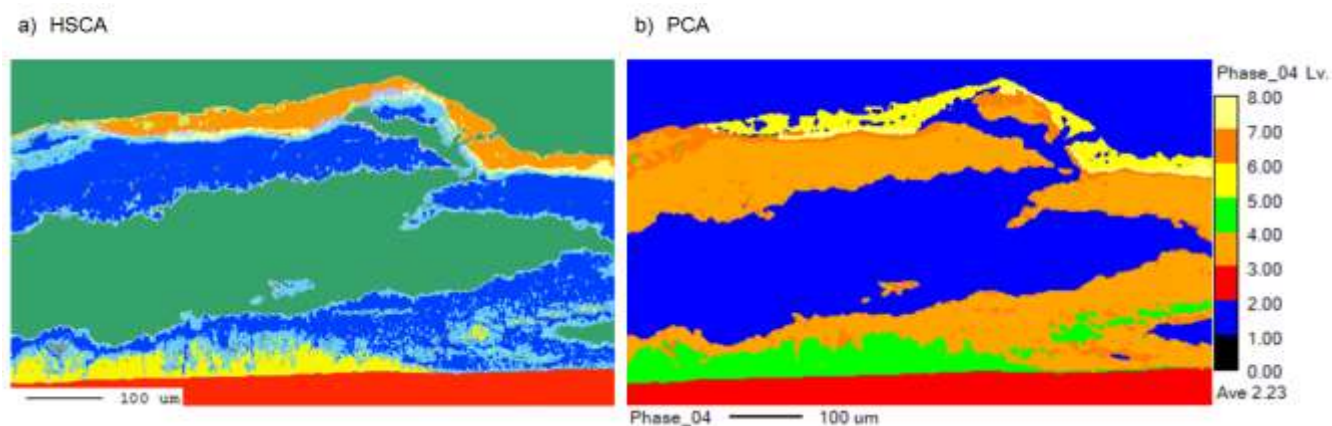 a) HSCA
b) PCA
Phase_04 Lv.
8.00
7.00
6.00
5.00
4.00
3.00
2.00
1.00
0.00
Ave 2.23
100 um
Phase_04
100 um